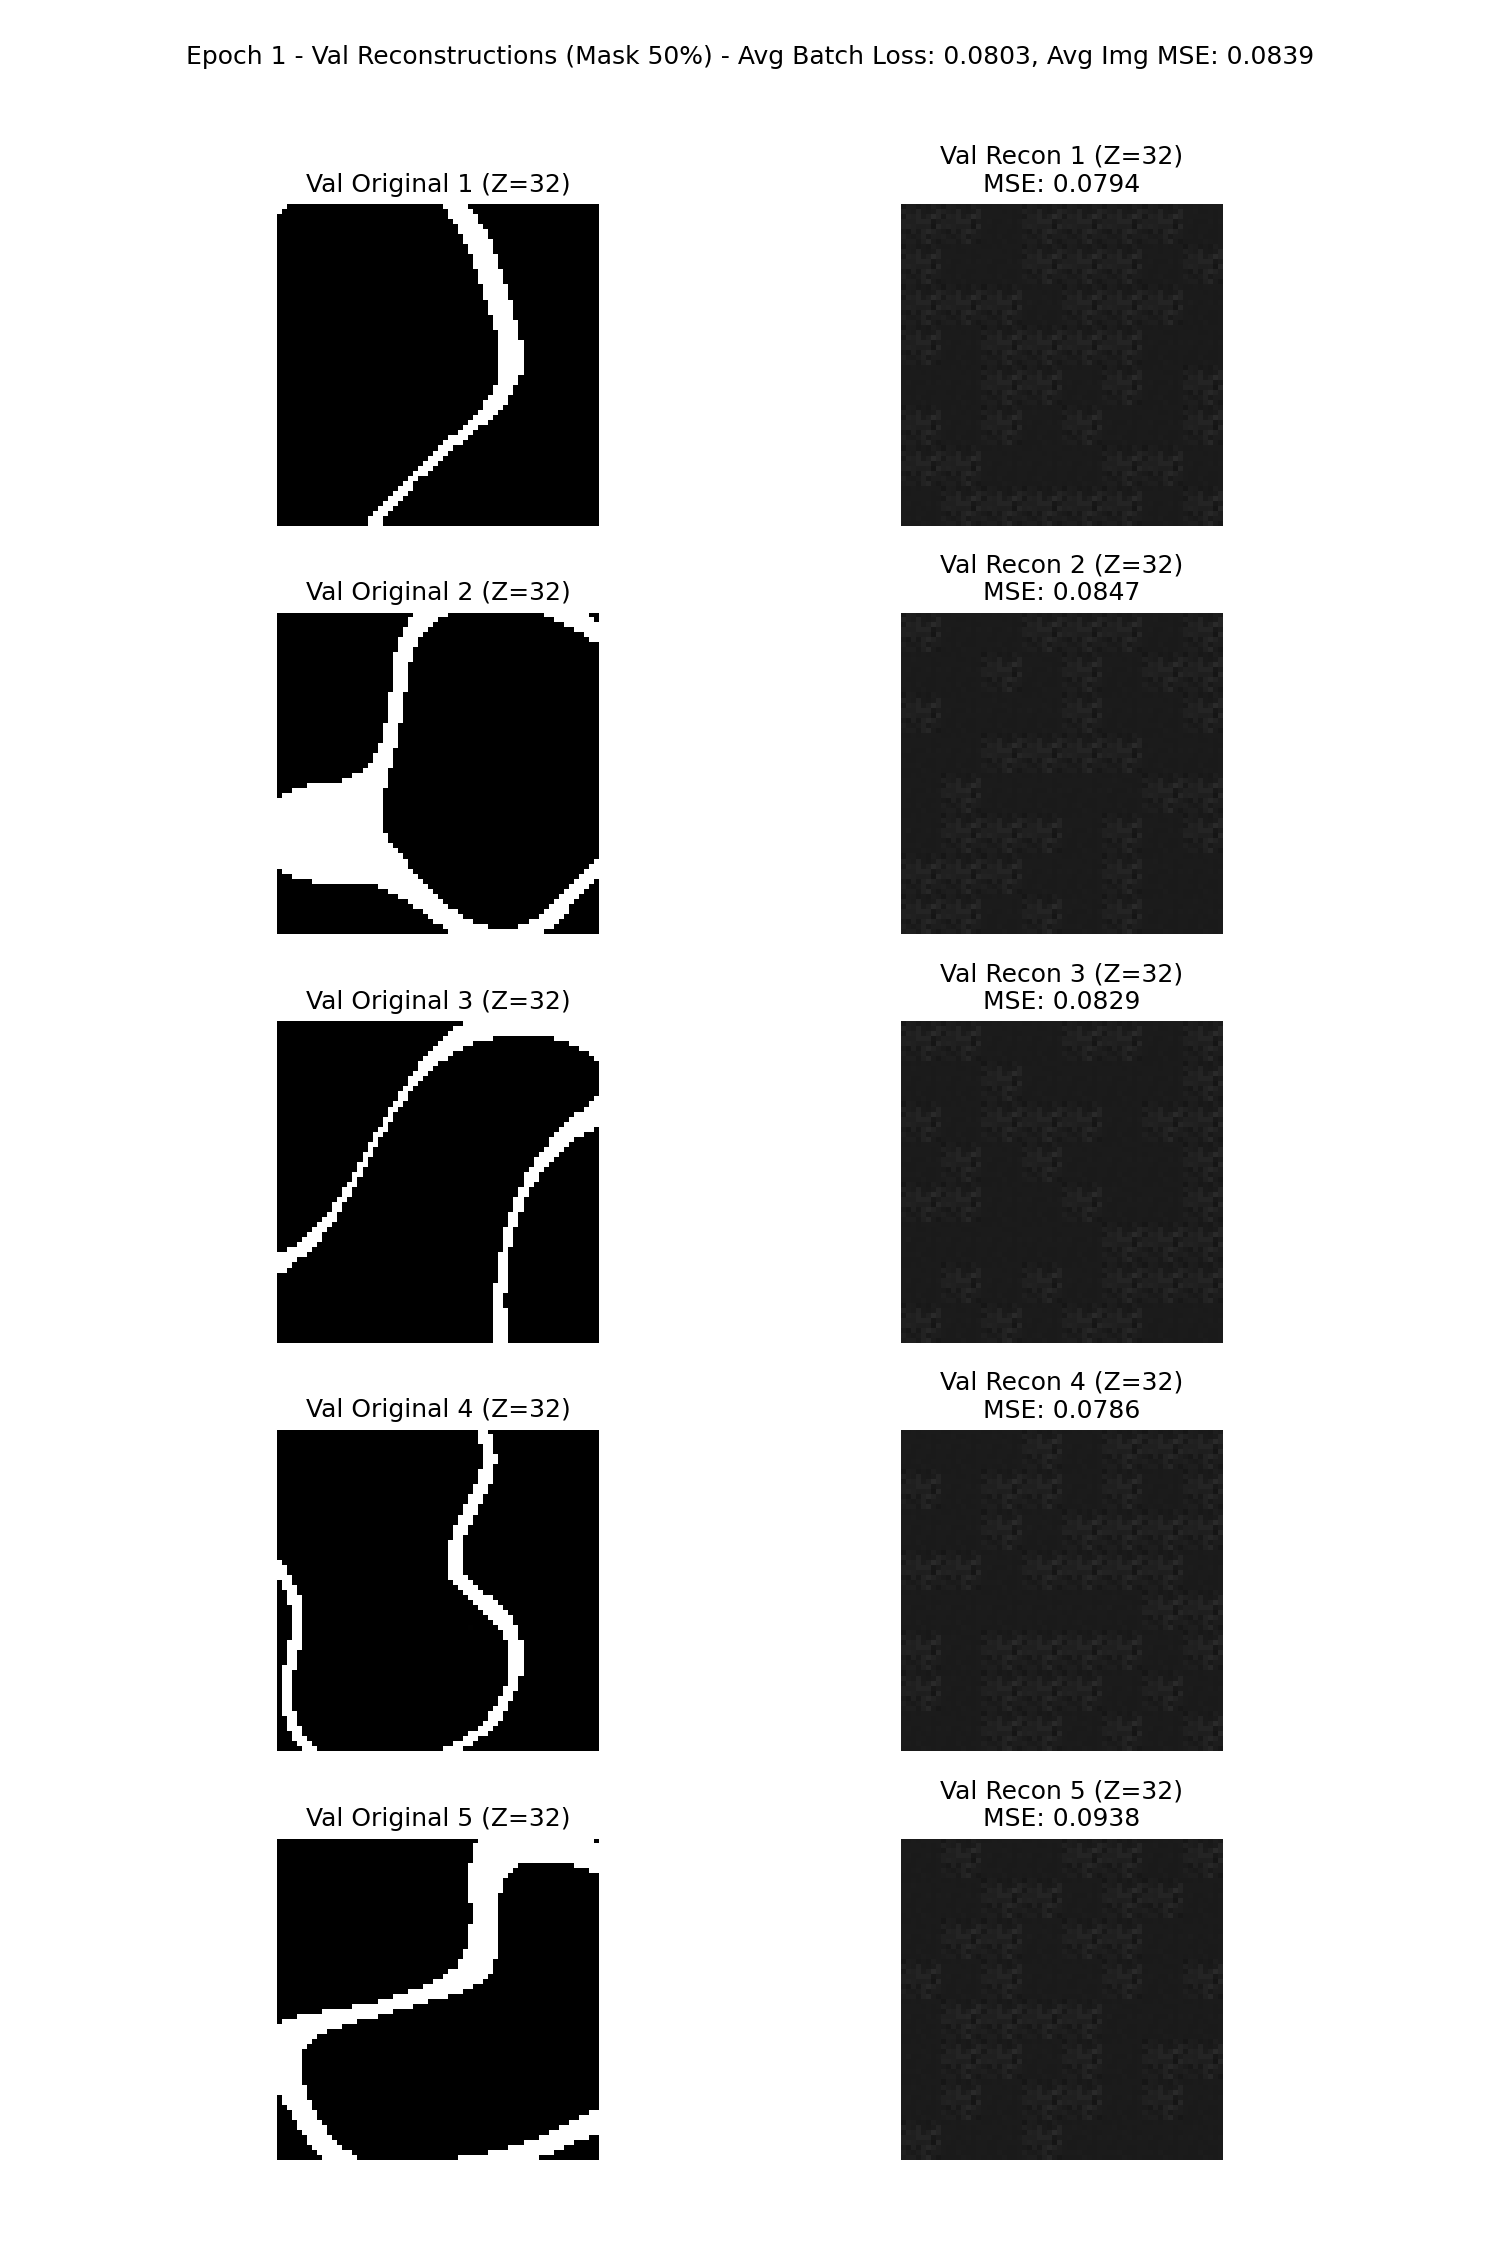 Epoch 1 - Val Reconstructions (Mask 50%) - Avg Batch Loss: 0.0803, Avg Img MSE: 0.0839
Val Original 1 (Z=32)
Val Recon 1 (Z=32)
MSE: 0.0794
Val Original 2 (Z=32)
Val Recon 2 (Z=32)
MSE: 0.0847
Val Original 3 (Z=32)
Val Recon 3 (Z=32)
MSE: 0.0829
Val Original 4 (Z=32)
Val Recon 4 (Z=32)
MSE: 0.0786
Val Original 5 (Z=32)
Val Recon 5 (Z=32)
MSE: 0.0938